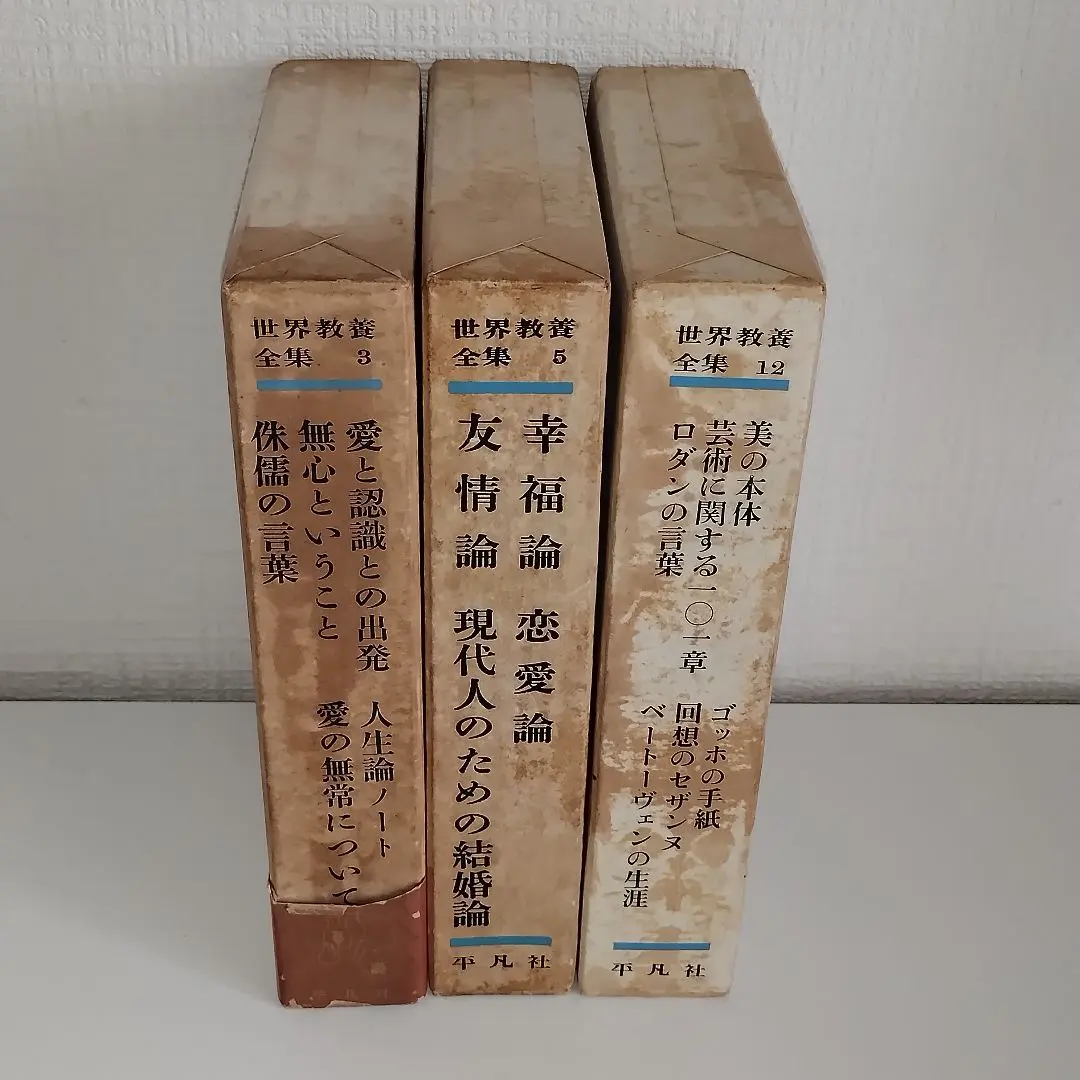 世界教養
全集 3
愛と認識との出発
無心ということ
侏儒の言葉
人生論ノート
愛の無常について
世界教養
全集 5
幸福論 恋愛論
友情論 現代人のための結婚論
平凡社
世界教養
全集 12
美の本体
芸術に関する一〇一章
ロダンの言葉
ゴッホの手紙
回想のセザンヌ
ベートーヴェンの生涯
平凡社